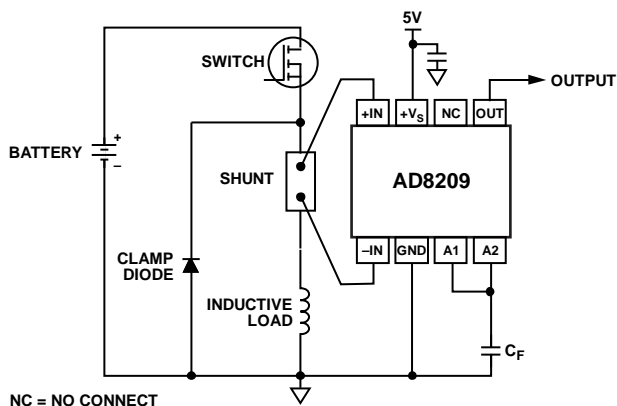 5V
SWITCH
OUTPUT
+IN
+VS
NC
OUT
BATTERY
+
–
SHUNT
AD8209
CLAMP
DIODE
–IN
GND
A1
A2
INDUCTIVE
LOAD
CF
NC = NO CONNECT